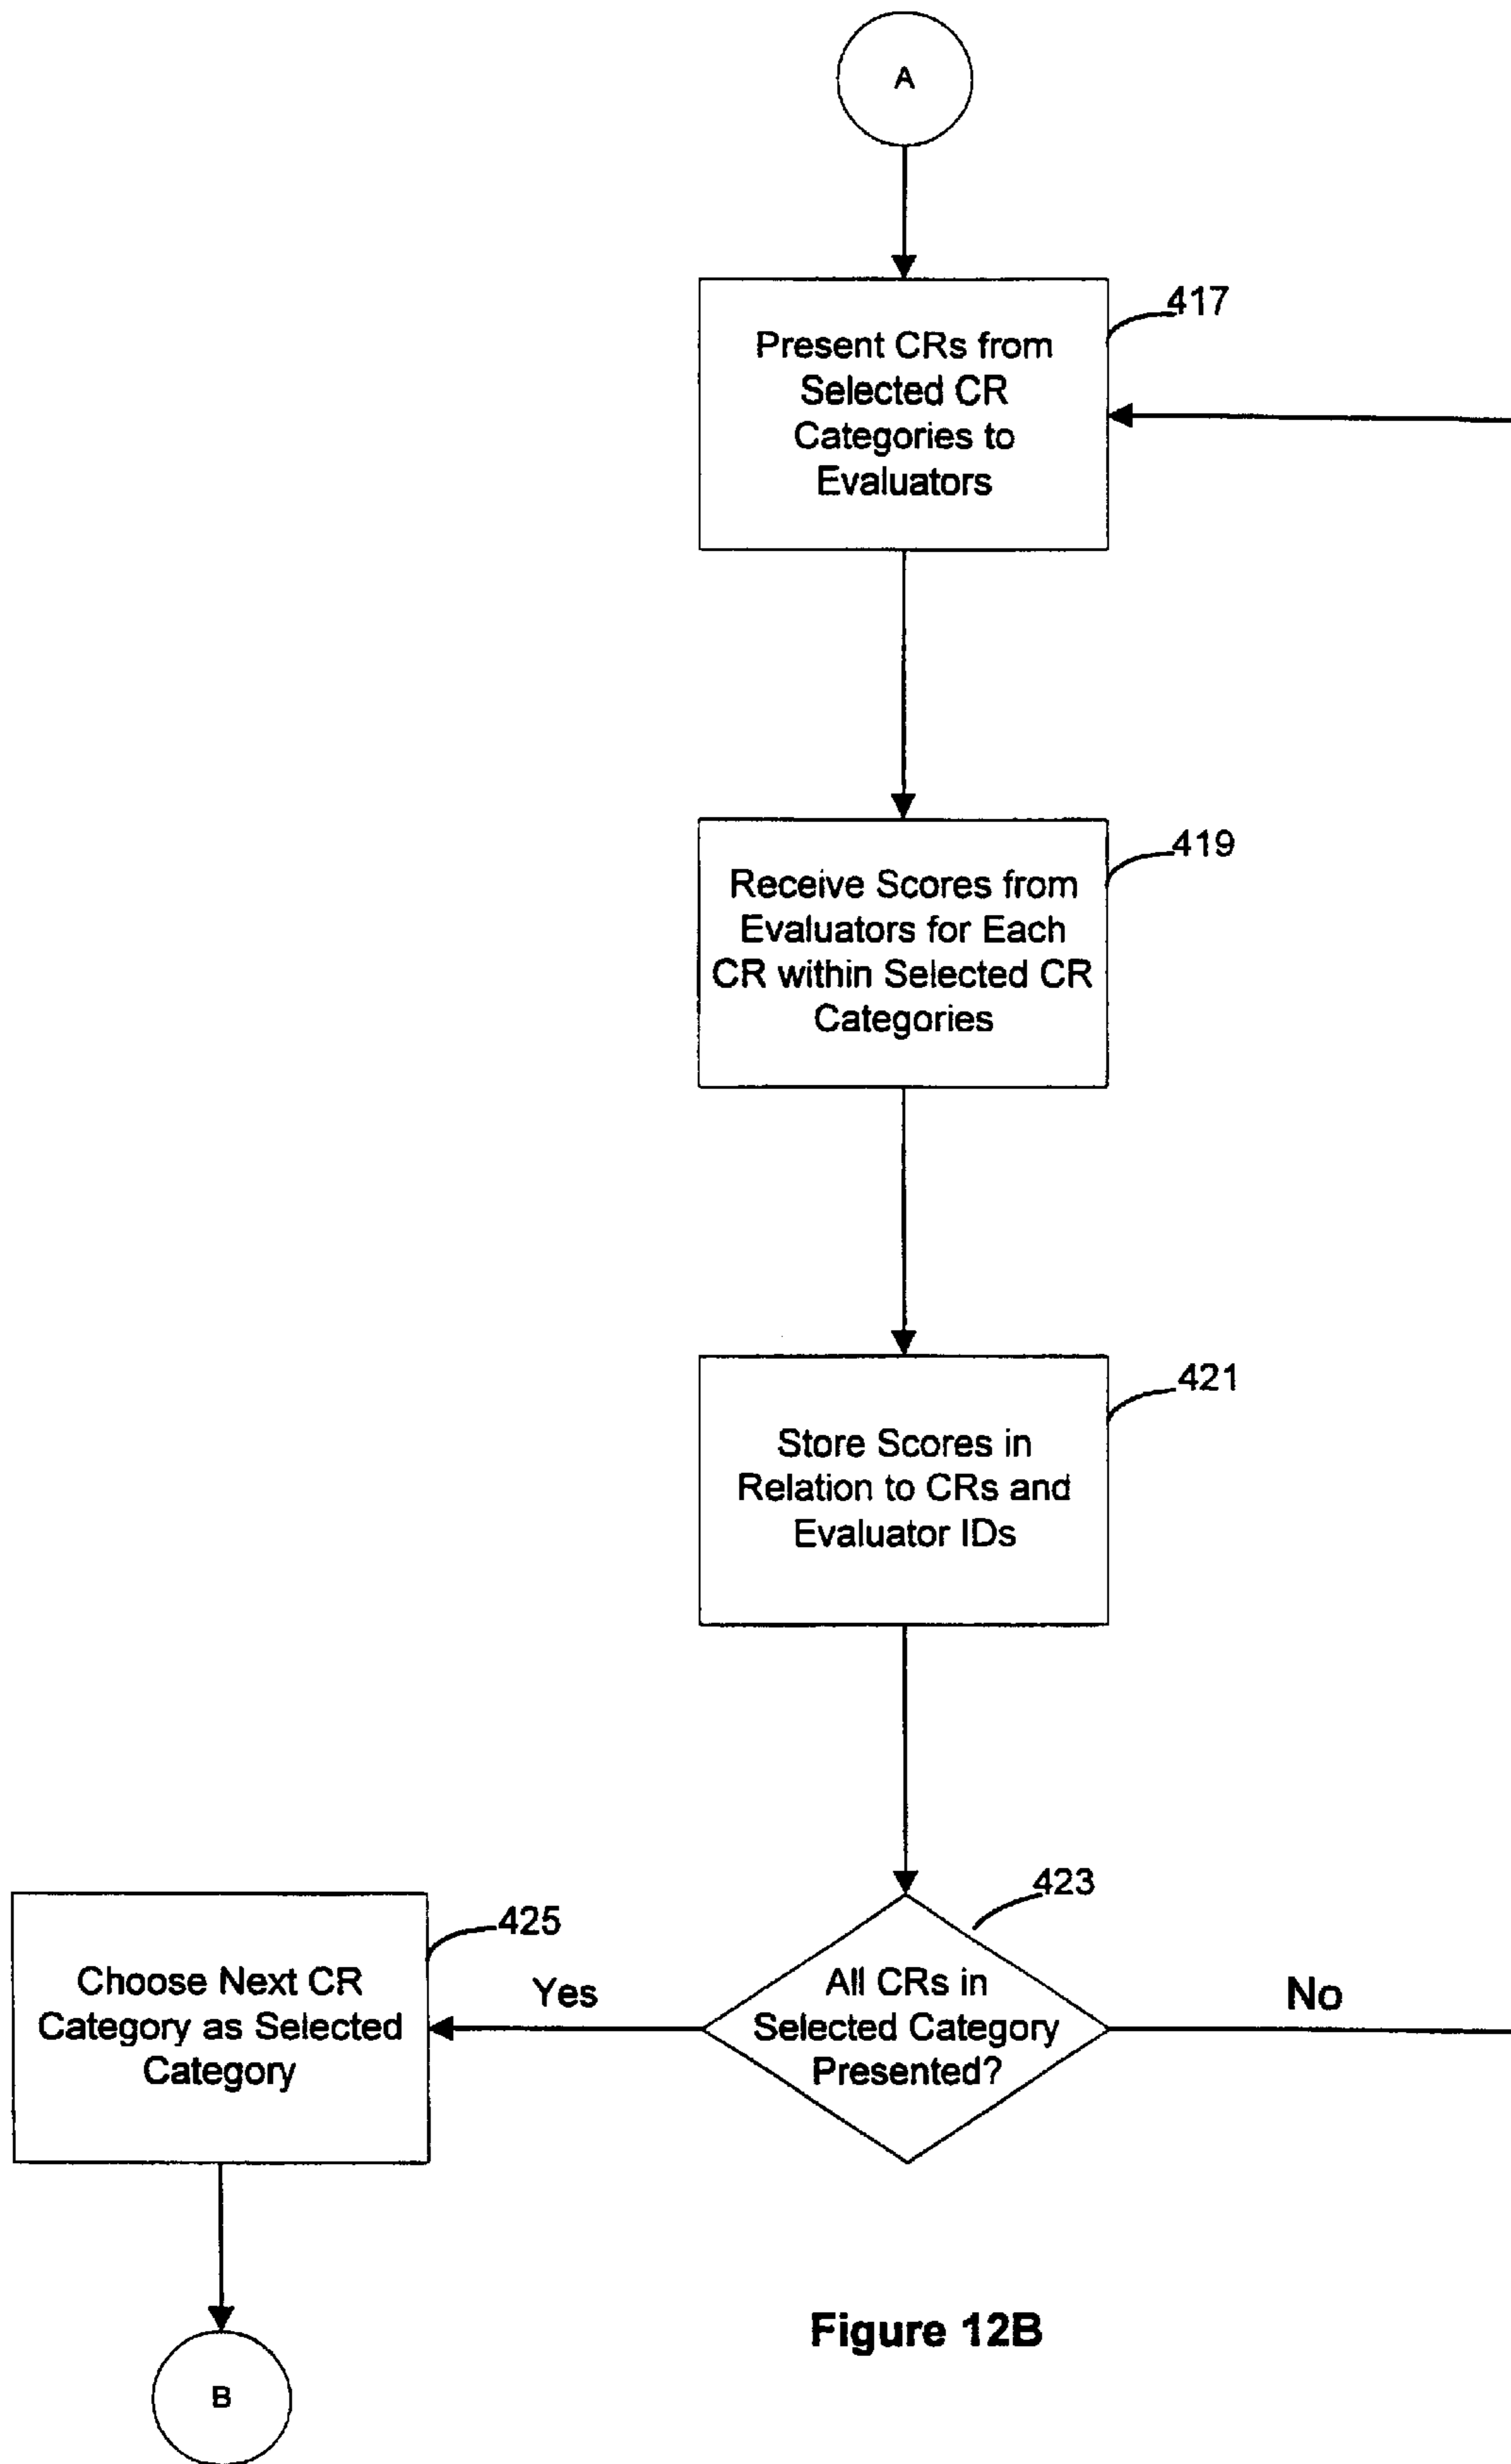 A
417
Present CRs from
Selected CR
Categories to
Evaluators
419
Receive Scores from
Evaluators for Each
CR within Selected CR
Categories
421
Store Scores in
Relation to CRs and
Evaluator IDs
423
425
Choose Next CR
Category as Selected
Category
Yes
All CRs in
Selected Category
Presented?
No
Figure 12B
B